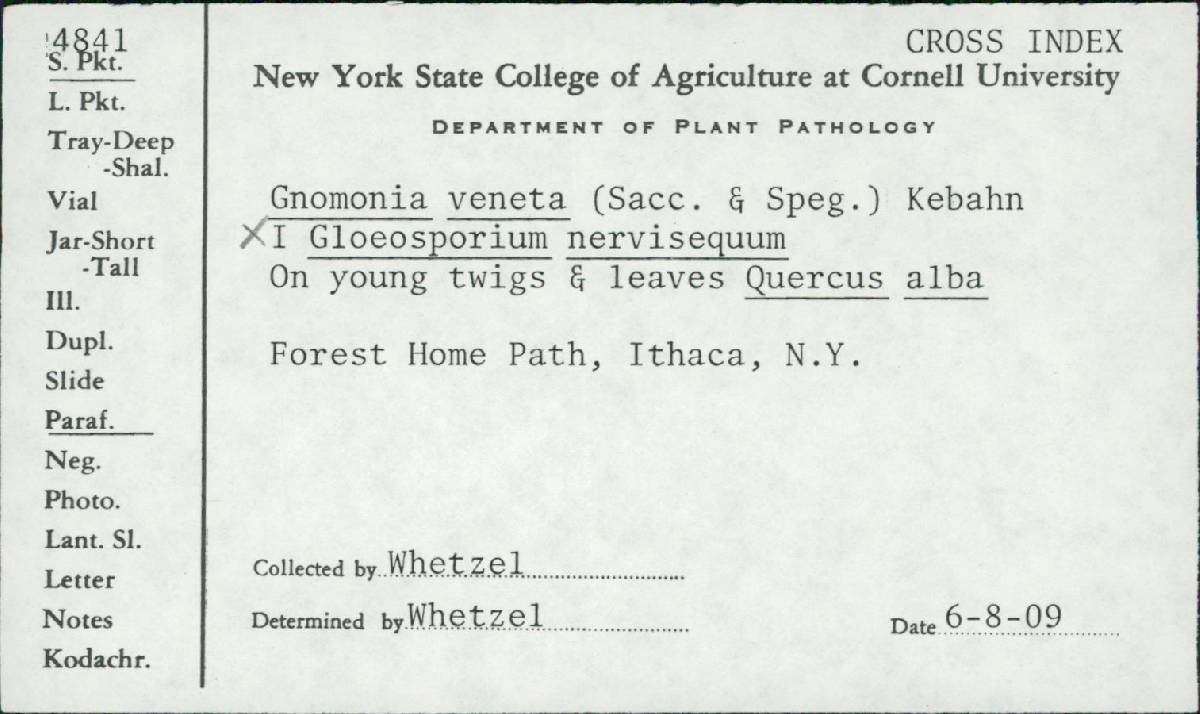 4841
CROSS INDEX
S. Pkt.
New York State College of Agriculture at Cornell University
L. Pkt.
DEPARTMENT OF PLANT PATHOLOGY
Tray-Deep
-Shal.
Vial
Gnomonia veneta (Sacc. & Speg.) Kebahn
Jar-Short
XI Gloeosporium nervisequum
-Tall
On young twigs & leaves Quercus alba
Ill.
Dupl.
Forest Home Path, Ithaca, N.Y.
Slide
Paraf.
Neg.
Photo.
Lant. Sl.
Collected by Whetzel
Letter
Notes
Determined by Whetzel
Date 6-8-09
Kodachr.